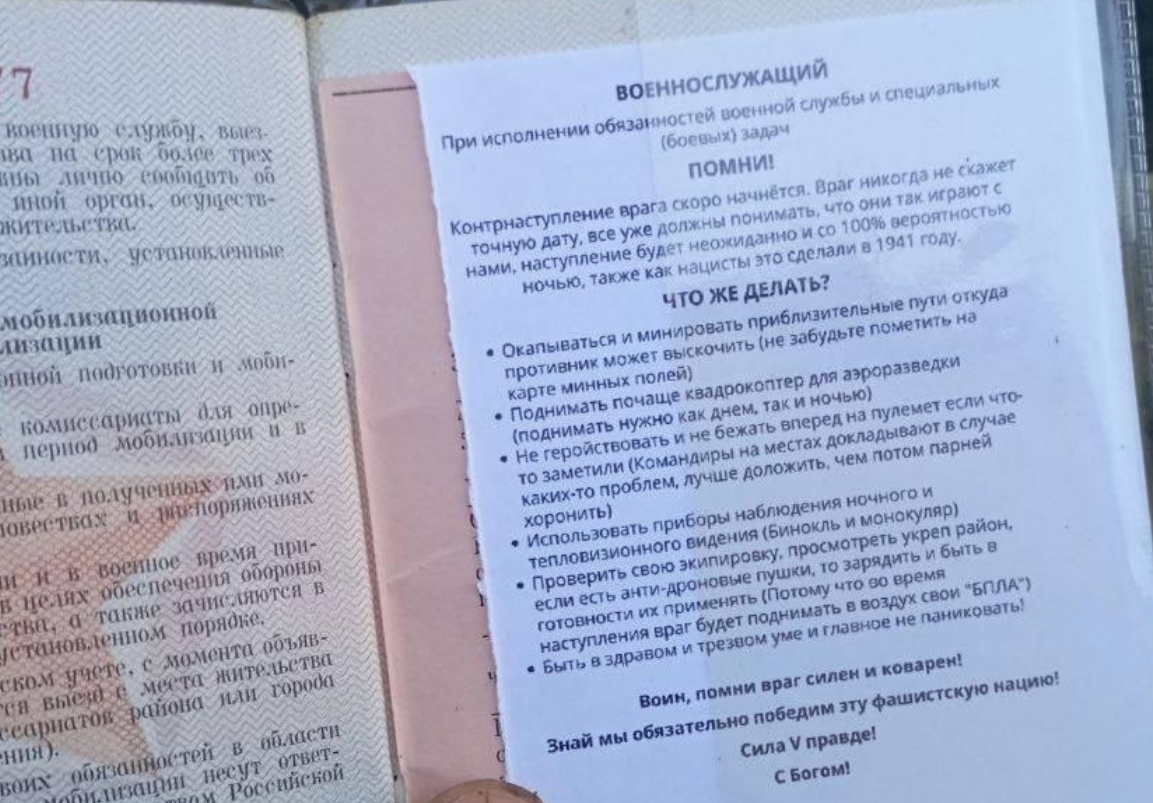 7
военную службу, выез-
на срок более трех
лично сообщить об
иной орган, осуществ-
жительства.
установленные
мобилизационной
подготовки и моби-
комиссариаты для опре-
период мобилизации и в
в полученных ими мо-
и распоряжениях
и в военное время при-
в целях обеспечения обороны
а также зачисляются в
установленном порядке.
учете, с момента объяв-
выезд с места жительства
района или города
обязанностей в области
несут ответ-
Российской
ВОЕННОСЛУЖАЩИЙ
При исполнении обязанностей военной службы и специальных
(боевых) задач
ПОМНИ!
Контрнаступление врага скоро начнётся. Враг никогда не скажет
точную дату, все уже должны понимать, что они так играют с
нами, наступление будет неожиданно и со 100% вероятностью
ночью, также как нацисты это сделали в 1941 году.
ЧТО ЖЕ ДЕЛАТЬ?
• Окапываться и минировать приблизительные пути откуда
противник может выскочить (не забудьте пометить на
карте минных полей)
• Поднимать почаще квадрокоптер для аэроразведки
(поднимать нужно как днем, так и ночью)
• Не геройствовать и не бежать вперед на пулемет если что-
то заметили (Командиры на местах докладывают в случае
каких-то проблем, лучше доложить, чем потом парней
хоронить)
• Использовать приборы наблюдения ночного и
тепловизионного видения (Бинокль и монокуляр)
• Проверить свою экипировку, просмотреть укреп район,
если есть анти-дроновые пушки, то зарядить и быть в
готовности их применять (Потому что во время
наступления враг будет поднимать в воздух свои "БПЛА")
• Быть в здравом и трезвом уме и главное не паниковать!
Воин, помни враг силен и коварен!
Знай мы обязательно победим эту фашистскую нацию!
Сила V правде!
С Богом!